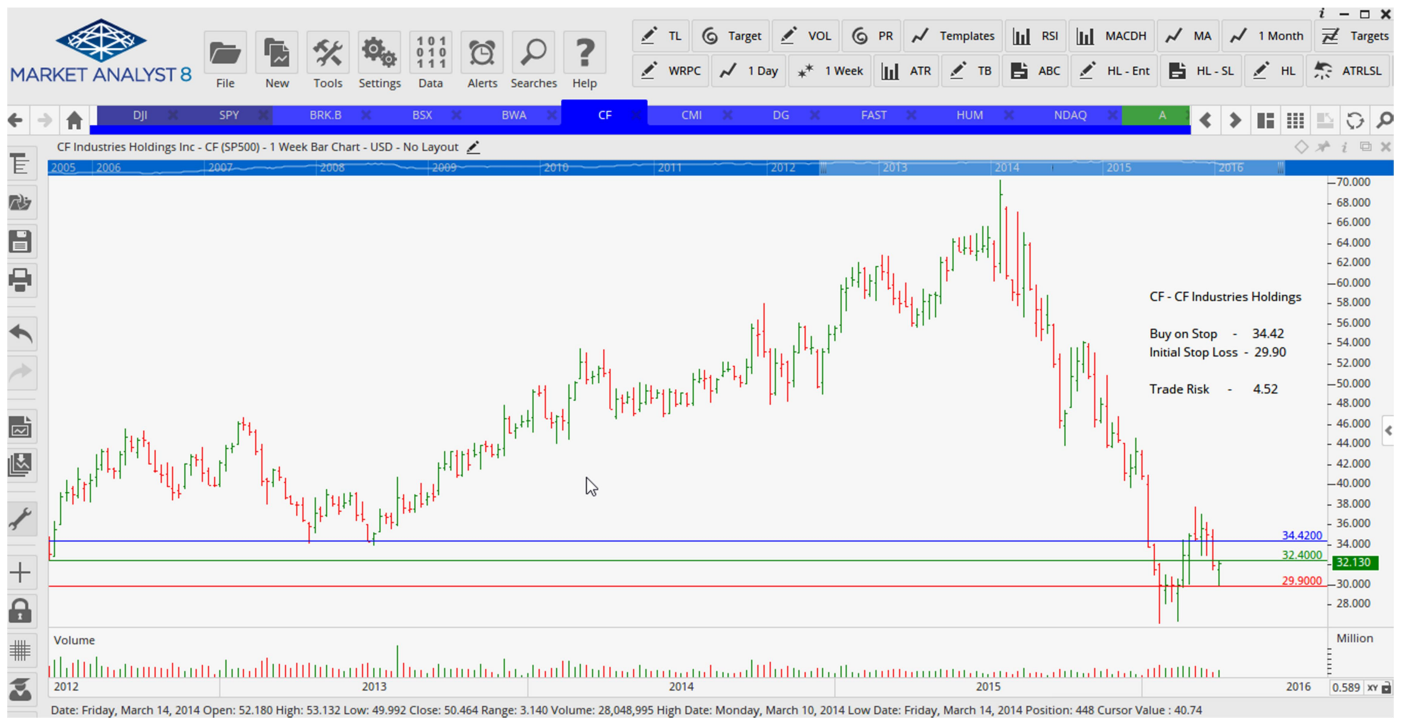 MARKET ANALYST 8
File
New
Tools
Settings
101
010
111
Data
Alerts
Searches
?
Help
TL
Target
VOL
PR
Templates
RSI
MACDH
MA
1 Month
Targets
WRPC
1 Day
1 Week
ATR
TB
ABC
HL - Ent
HL - SL
HL
ATRLSL
DJI
SPY
BRK.B
BSX
BWA
CF
CMI
DG
FAST
HUM
NDAQ
A
CF Industries Holdings Inc - CF (SP500) - 1 Week Bar Chart - USD - No Layout
2005 2006 2007 2008 2009 2010 2011 2012 2013 2014 2015 2016
70.000
68.000
66.000
64.000
62.000
60.000
58.000
56.000
54.000
52.000
50.000
48.000
46.000
44.000
42.000
40.000
38.000
36.000
34.000
32.130
30.000
28.000
CF - CF Industries Holdings
Buy on Stop - 34.42
Initial Stop Loss - 29.90
Trade Risk - 4.52
34.4200
32.4000
29.9000
Volume
Million
2012 2013 2014 2015 2016
0.589 XY
Date: Friday, March 14, 2014 Open: 52.180 High: 53.132 Low: 49.992 Close: 50.464 Range: 3.140 Volume: 28,048,995 High Date: Monday, March 10, 2014 Low Date: Friday, March 14, 2014 Position: 448 Cursor Value : 40.74